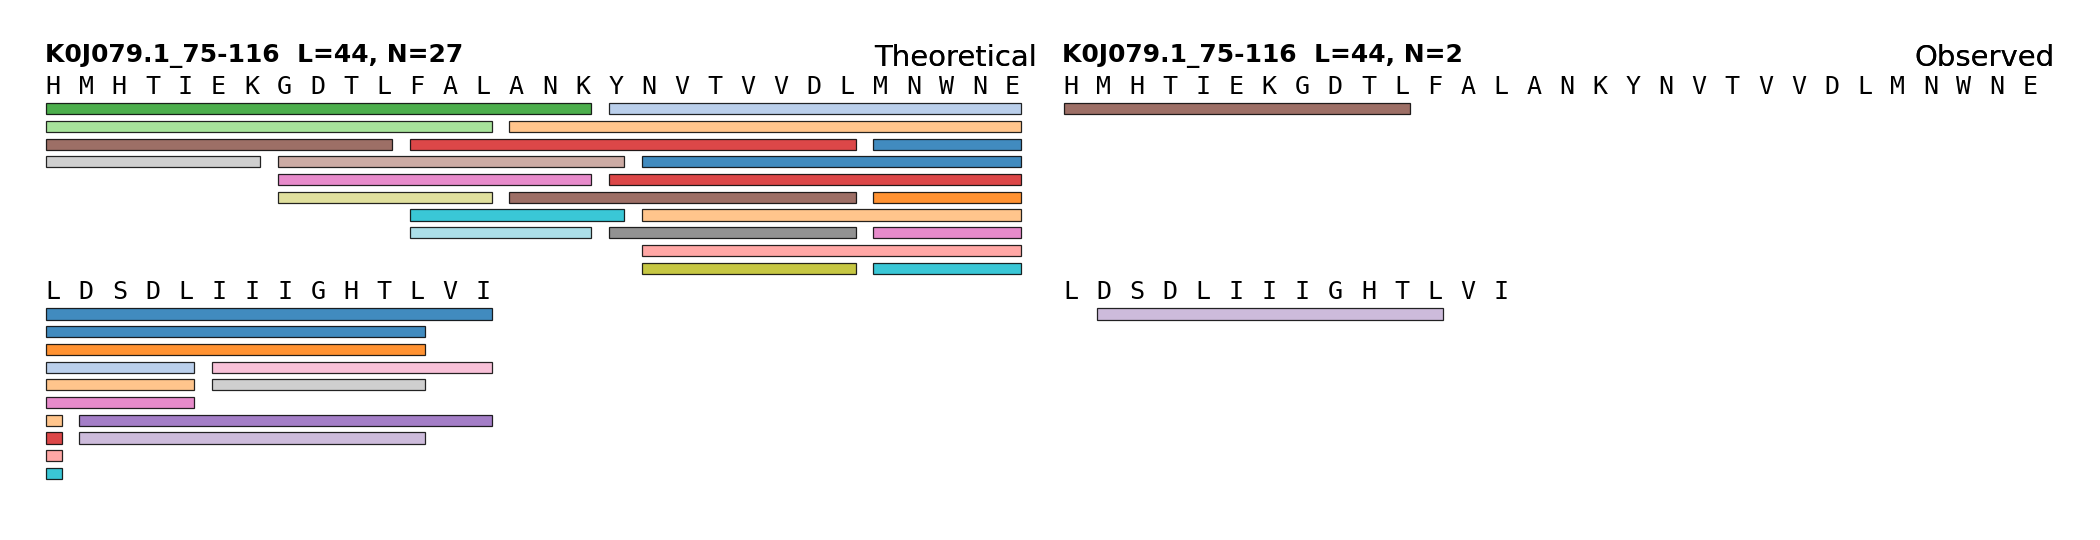 K0J079.1_75-116 L=44, N=27 Theoretical
H M H T I E K G D T L F A L A N K Y N V T V V D L M N W N E
L D S D L I I I G H T L V I
K0J079.1_75-116 L=44, N=2 Observed
H M H T I E K G D T L F A L A N K Y N V T V V D L M N W N E
L D S D L I I I G H T L V I